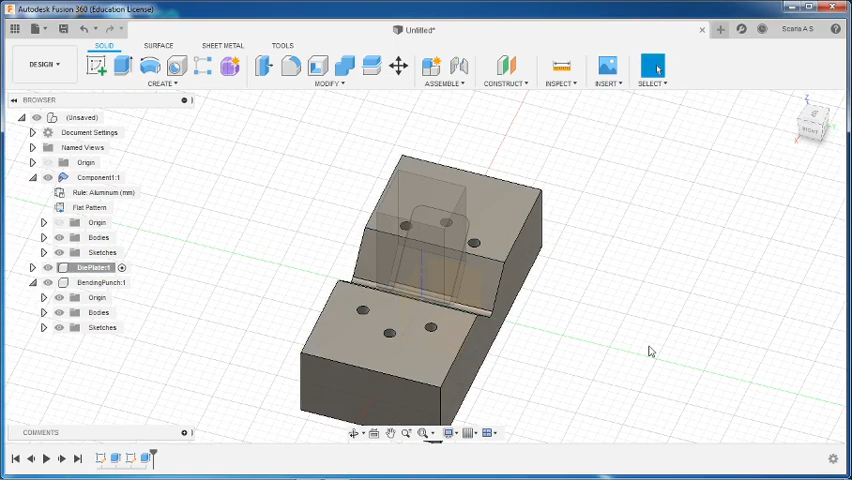 Autodesk Fusion 360 (Education License)
Untitled*
Scaria A S
SOLID SURFACE SHEET METAL TOOLS
DESIGN
CREATE MODIFY ASSEMBLE CONSTRUCT INSPECT INSERT SELECT
BROWSER
(Unsaved)
Document Settings
Named Views
Origin
Component1:1
Rule: Aluminum (mm)
Flat Pattern
Origin
Bodies
Sketches
DiePlate:1
BendingPunch:1
Origin
Bodies
Sketches
COMMENTS
RIGHT
Z
X
Y